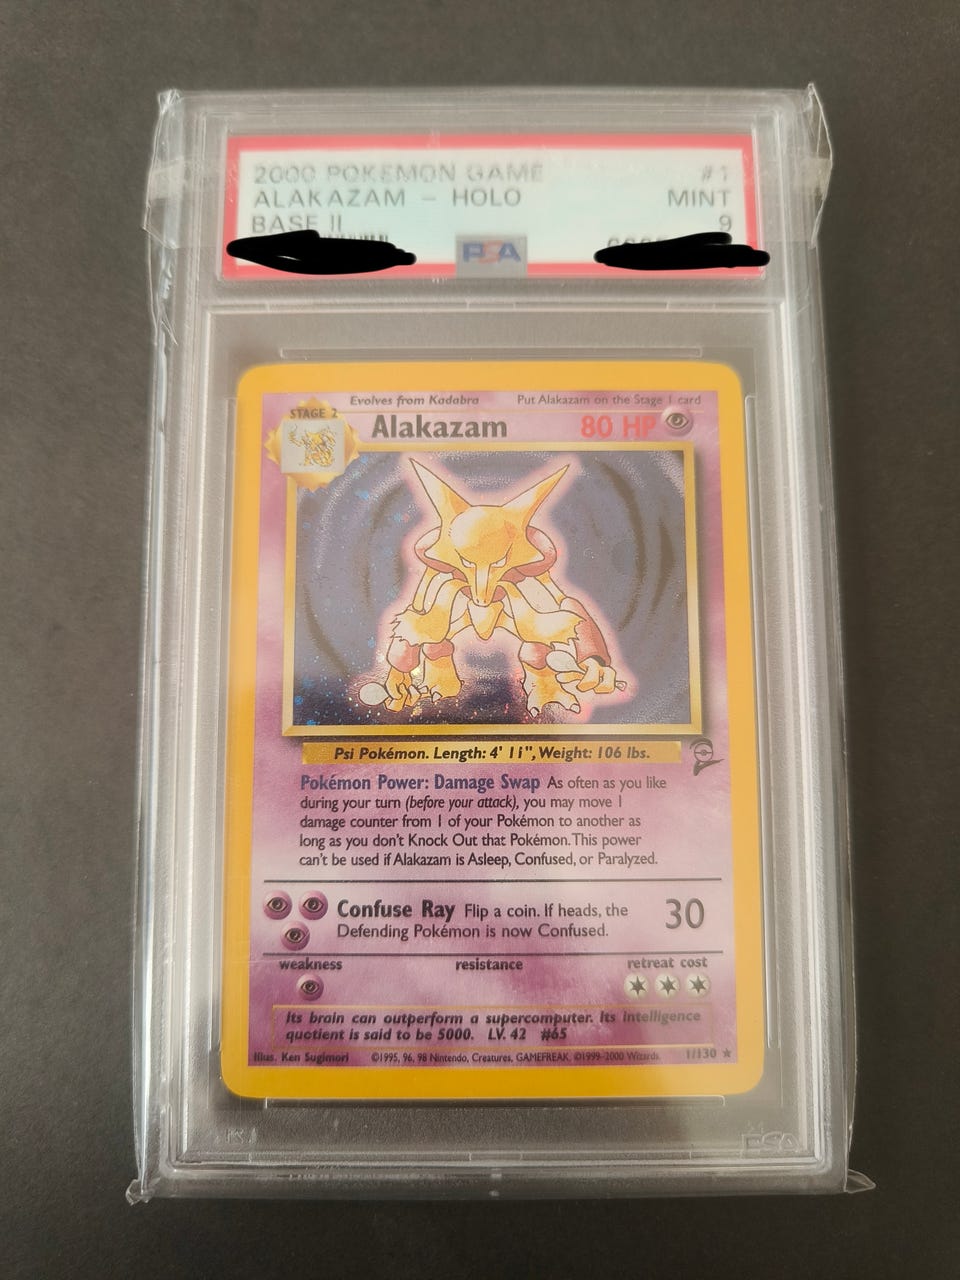 2000 POKEMON GAME #1
ALAKAZAM - HOLO MINT
BASE II 9
PSA
Evolves from Kadabra Put Alakazam on the Stage 1 card
STAGE 2
Alakazam 80 HP
Psi Pokémon. Length: 4' 11", Weight: 106 lbs.
Pokémon Power: Damage Swap As often as you like
during your turn (before your attack), you may move 1
damage counter from 1 of your Pokémon to another as
long as you don't Knock Out that Pokémon. This power
can't be used if Alakazam is Asleep, Confused, or Paralyzed.
Confuse Ray Flip a coin. If heads, the 30
Defending Pokémon is now Confused.
weakness resistance retreat cost
Its brain can outperform a supercomputer. Its intelligence
quotient is said to be 5000. LV. 42 #65
Illus. Ken Sugimori ©1995, 96, 98 Nintendo, Creatures, GAMEFREAK. ©1999-2000 Wizards. 1/130 ★
PSA